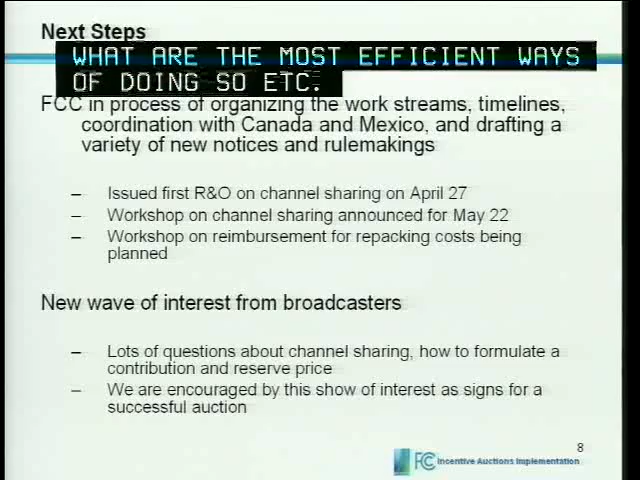 Next Steps
WHAT ARE THE MOST EFFICIENT WAYS
OF DOING SO ETC.
FCC in process of organizing the work streams, timelines,
coordination with Canada and Mexico, and drafting a
variety of new notices and rulemakings
– Issued first R&O on channel sharing on April 27
– Workshop on channel sharing announced for May 22
– Workshop on reimbursement for repacking costs being
planned
New wave of interest from broadcasters
– Lots of questions about channel sharing, how to formulate a
contribution and reserve price
– We are encouraged by this show of interest as signs for a
successful auction
8
FCC Incentive Auctions Implementation